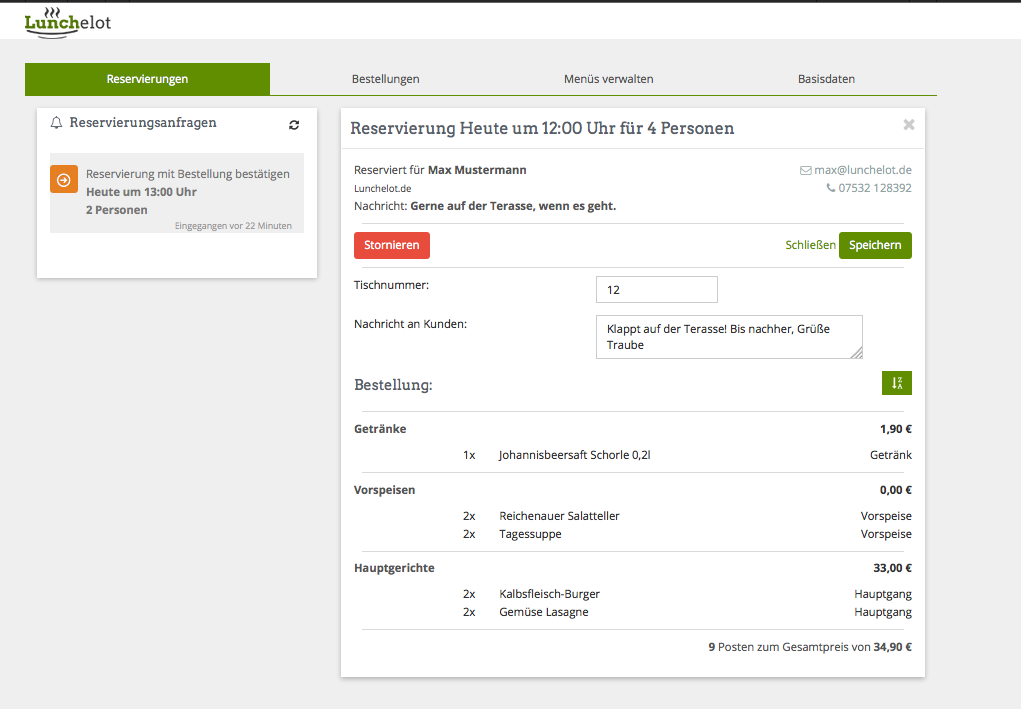 Lunchelot
Reservierungen Bestellungen Menüs verwalten Basisdaten
Reservierungsanfragen
Reservierung mit Bestellung bestätigen
Heute um 13:00 Uhr
2 Personen
Eingegangen vor 22 Minuten
Reservierung Heute um 12:00 Uhr für 4 Personen
Reserviert für Max Mustermann max@lunchelot.de
Lunchelot.de 07532 128392
Nachricht: Gerne auf der Terasse, wenn es geht.
Stornieren Schließen Speichern
Tischnummer: 12
Nachricht an Kunden: Klappt auf der Terasse! Bis nachher, Grüße
Traube
Bestellung:
Getränke 1,90 €
1x Johannisbeersaft Schorle 0,2l Getränk
Vorspeisen 0,00 €
2x Reichenauer Salatteller Vorspeise
2x Tagessuppe Vorspeise
Hauptgerichte 33,00 €
2x Kalbsfleisch-Burger Hauptgang
2x Gemüse Lasagne Hauptgang
9 Posten zum Gesamtpreis von 34,90 €